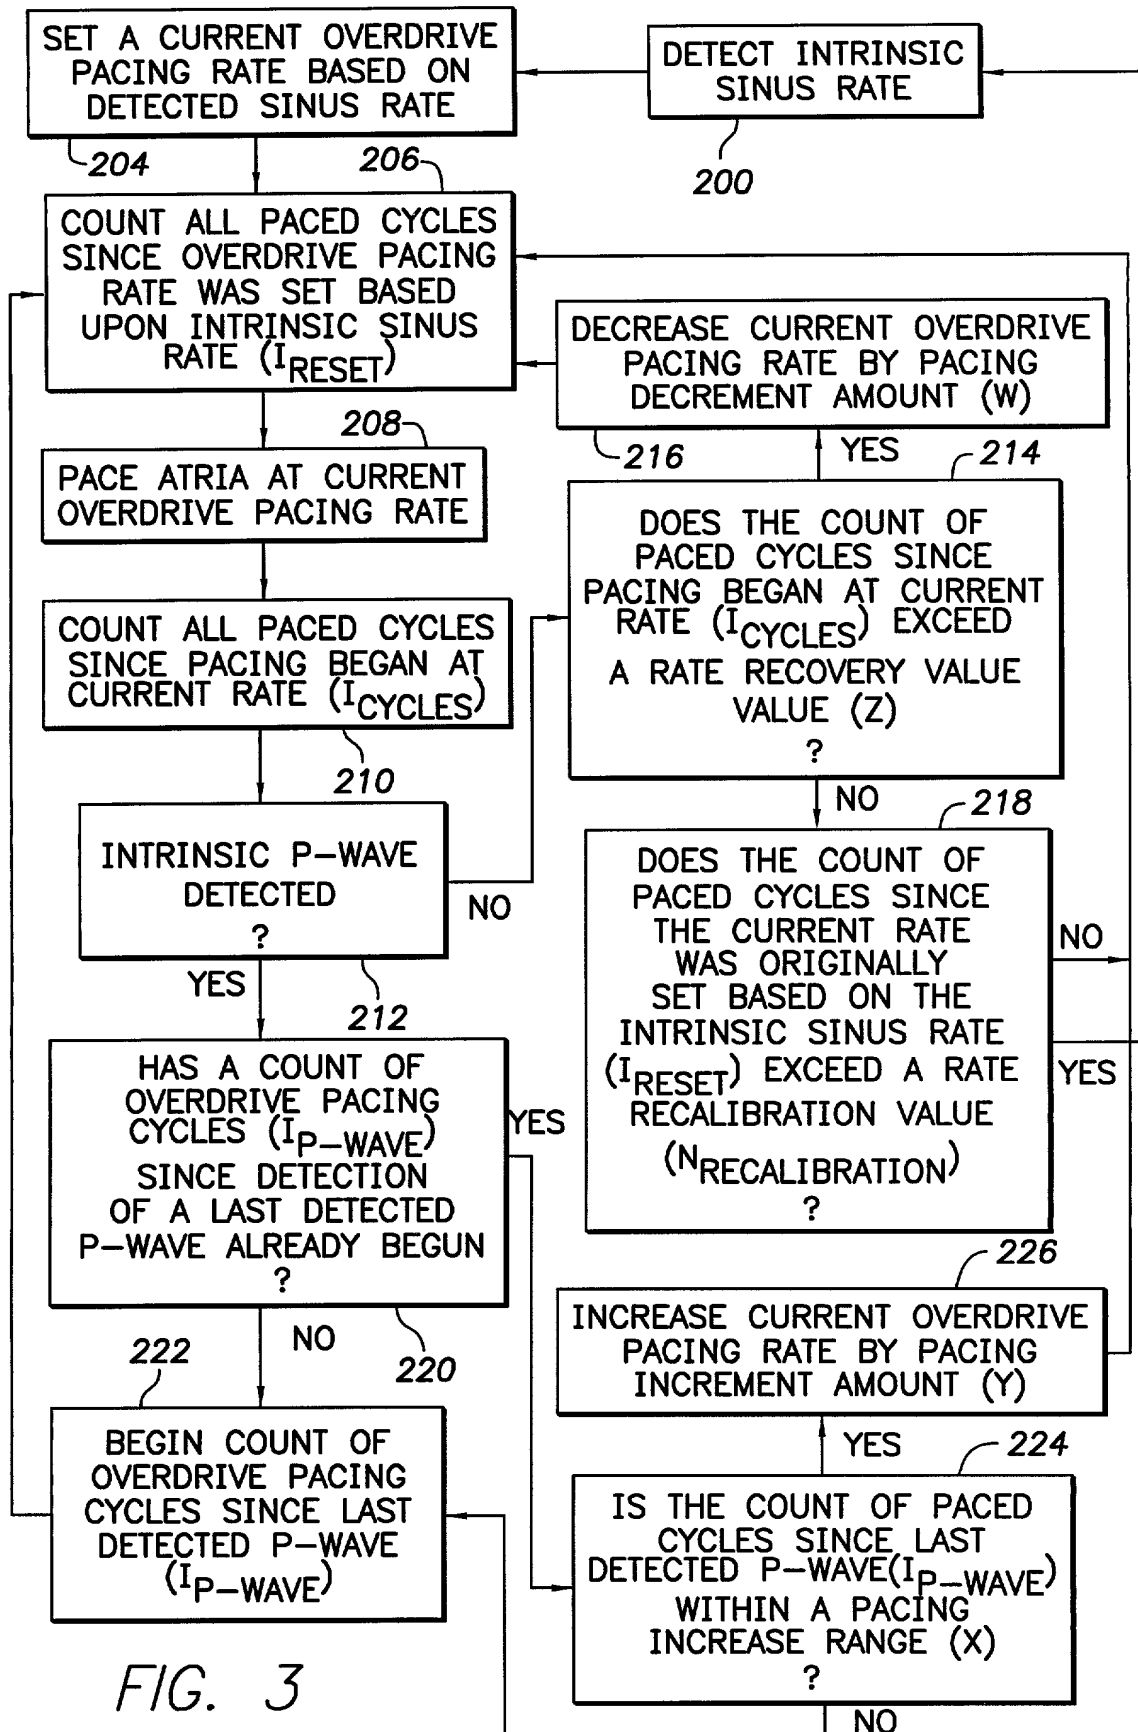 SET A CURRENT OVERDRIVE
PACING RATE BASED ON
DETECTED SINUS RATE
204
DETECT INTRINSIC
SINUS RATE
200
206
COUNT ALL PACED CYCLES
SINCE OVERDRIVE PACING
RATE WAS SET BASED
UPON INTRINSIC SINUS
RATE (IRESET)
208
PACE ATRIA AT CURRENT
OVERDRIVE PACING RATE
COUNT ALL PACED CYCLES
SINCE PACING BEGAN AT
CURRENT RATE (ICYCLES)
210
INTRINSIC P-WAVE
DETECTED
?
NO
YES
212
DECREASE CURRENT OVERDRIVE
PACING RATE BY PACING
DECREMENT AMOUNT (W)
216
YES
214
DOES THE COUNT OF
PACED CYCLES SINCE
PACING BEGAN AT CURRENT
RATE (ICYCLES) EXCEED
A RATE RECOVERY VALUE
VALUE (Z)
?
NO
218
DOES THE COUNT OF
PACED CYCLES SINCE
THE CURRENT RATE
WAS ORIGINALLY
SET BASED ON THE
INTRINSIC SINUS RATE
(IRESET) EXCEED A RATE
RECALIBRATION VALUE
(NRECALIBRATION)
?
NO
YES
HAS A COUNT OF
OVERDRIVE PACING
CYCLES (IP-WAVE)
SINCE DETECTION
OF A LAST DETECTED
P-WAVE ALREADY BEGUN
?
YES
NO
220
222
BEGIN COUNT OF
OVERDRIVE PACING
CYCLES SINCE LAST
DETECTED P-WAVE
(IP-WAVE)
226
INCREASE CURRENT OVERDRIVE
PACING RATE BY PACING
INCREMENT AMOUNT (Y)
YES
224
IS THE COUNT OF PACED
CYCLES SINCE LAST
DETECTED P-WAVE(IP-WAVE)
WITHIN A PACING
INCREASE RANGE (X)
?
NO
FIG. 3